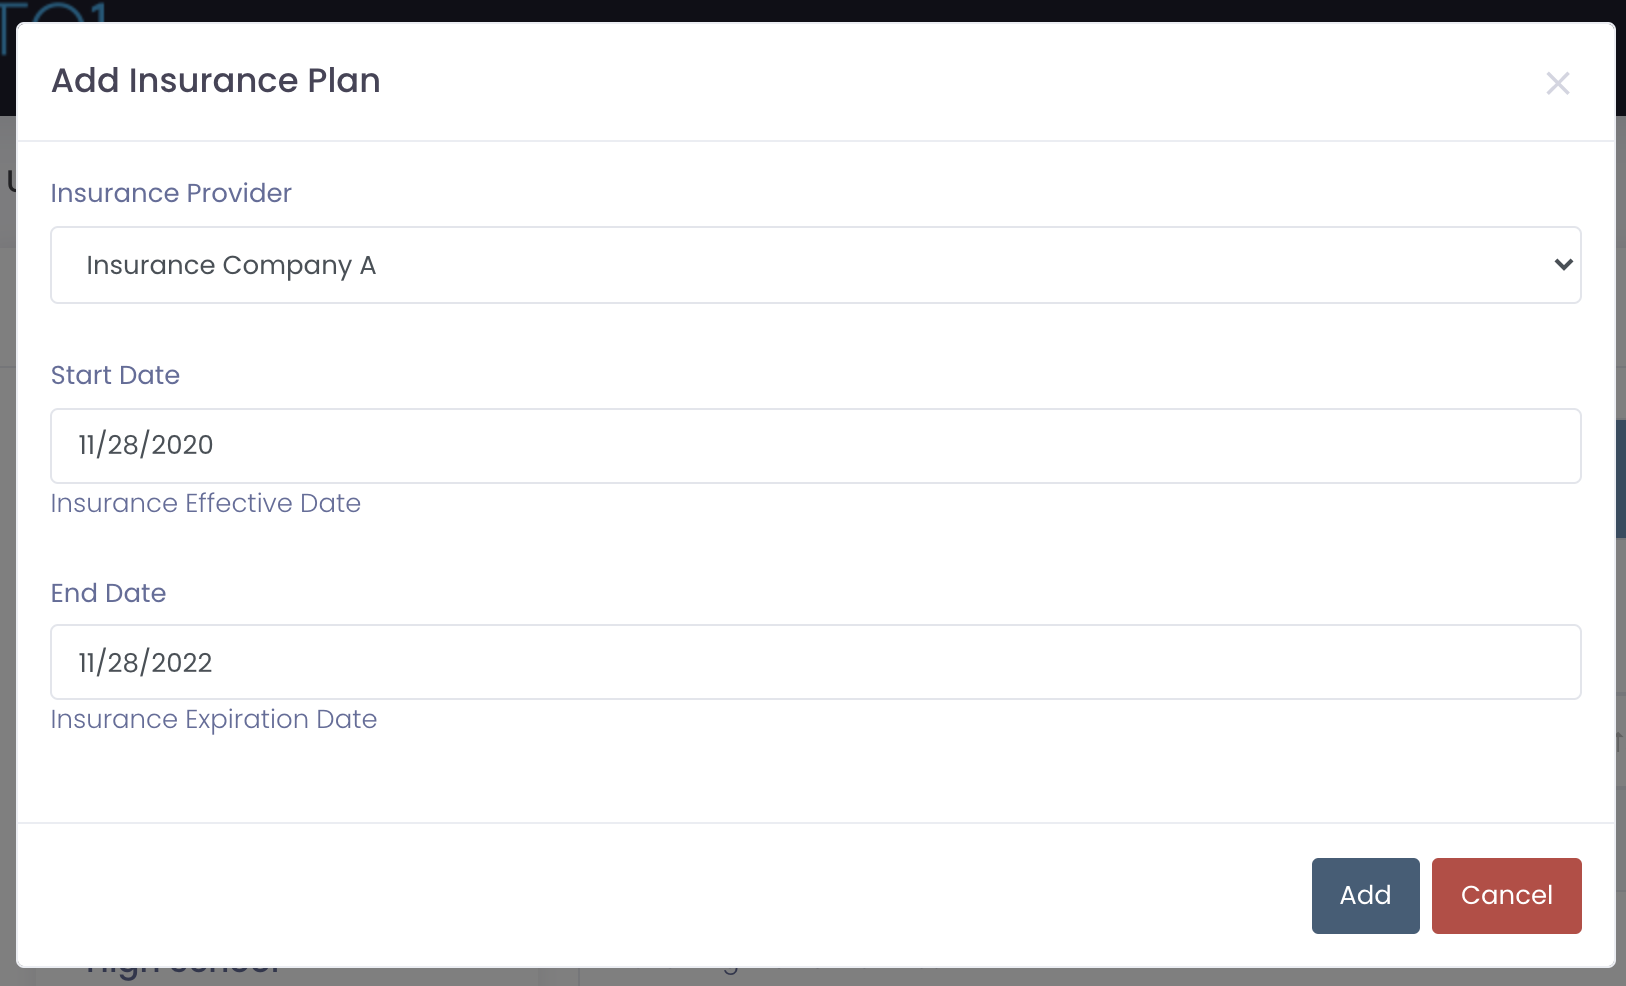 Add Insurance Plan
Insurance Provider
Insurance Company A
Start Date
11/28/2020
Insurance Effective Date
End Date
11/28/2022
Insurance Expiration Date
Add
Cancel